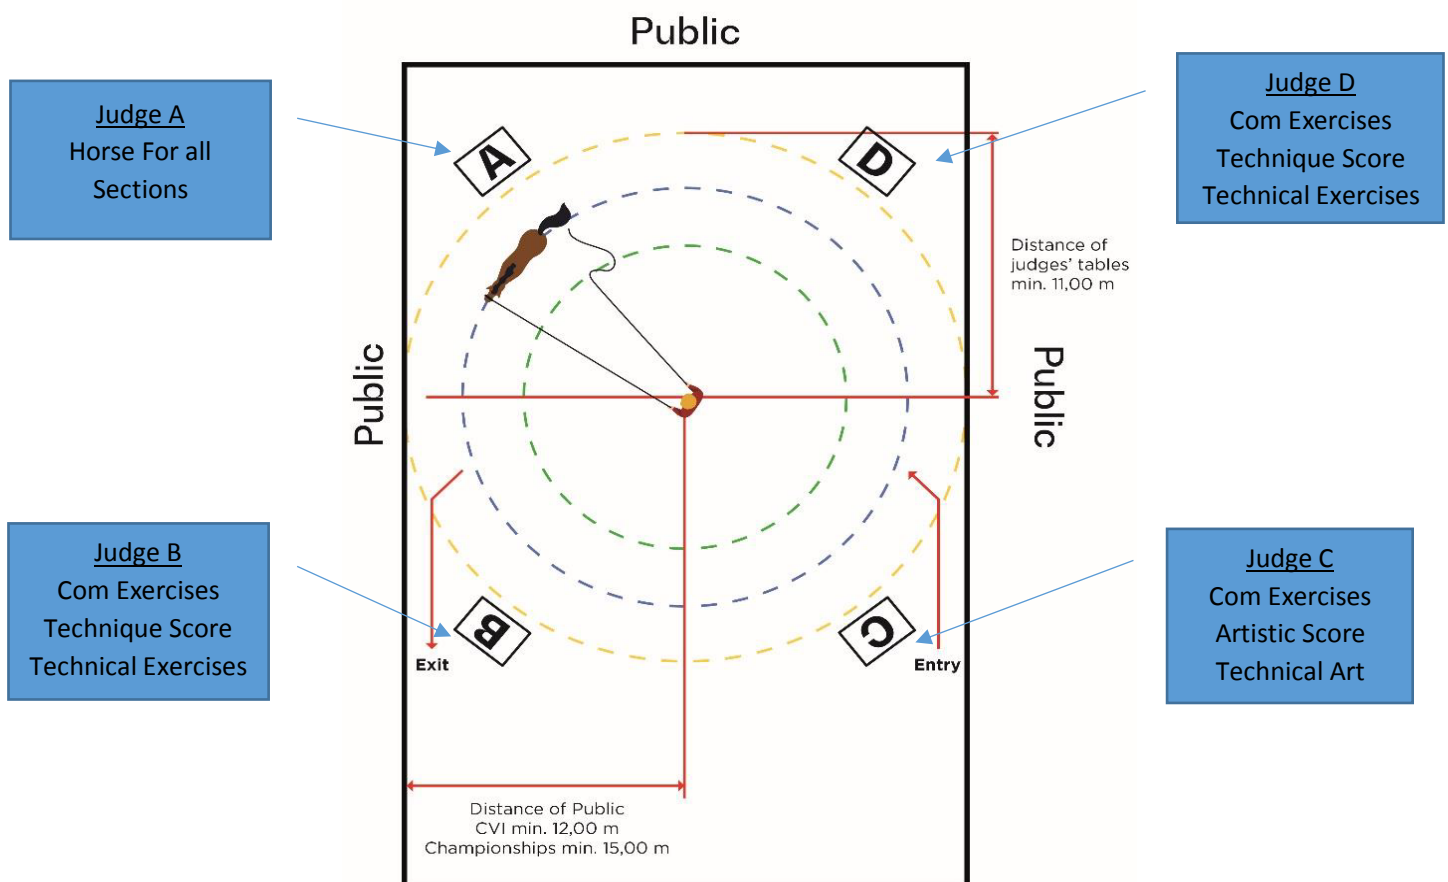 Public
Judge A
Horse For all
Sections
A
D
Judge D
Com Exercises
Technique Score
Technical Exercises
Distance of
judges' tables
min. 11,00 m
Public
Public
Judge B
Com Exercises
Technique Score
Technical Exercises
B
Exit
C
Entry
Judge C
Com Exercises
Artistic Score
Technical Art
Distance of Public
CVI min. 12,00 m
Championships min. 15,00 m